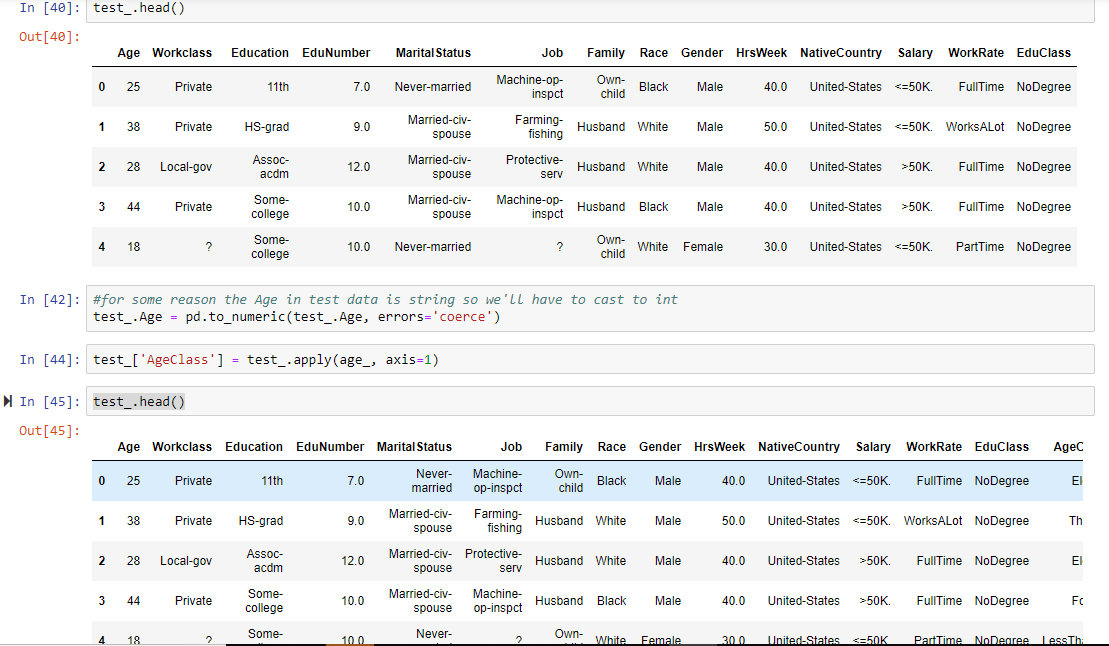 In [40]: test_.head()
Out[40]:
Age Workclass Education EduNumber MaritalStatus Job Family Race Gender HrsWeek NativeCountry Salary WorkRate EduClass
0 25 Private 11th 7.0 Never-married Machine-op-inspct Own-child Black Male 40.0 United-States <=50K. FullTime NoDegree
1 38 Private HS-grad 9.0 Married-civ-spouse Farming-fishing Husband White Male 50.0 United-States <=50K. WorksALot NoDegree
2 28 Local-gov Assoc-acdm 12.0 Married-civ-spouse Protective-serv Husband White Male 40.0 United-States >50K. FullTime NoDegree
3 44 Private Some-college 10.0 Married-civ-spouse Machine-op-inspct Husband Black Male 40.0 United-States >50K. FullTime NoDegree
4 18 ? Some-college 10.0 Never-married ? Own-child White Female 30.0 United-States <=50K. PartTime NoDegree
In [42]: #for some reason the Age in test data is string so we'll have to cast to int
test_.Age = pd.to_numeric(test_.Age, errors='coerce')
In [44]: test_['AgeClass'] = test_.apply(age_, axis=1)
In [45]: test_.head()
Out[45]:
Age Workclass Education EduNumber MaritalStatus Job Family Race Gender HrsWeek NativeCountry Salary WorkRate EduClass AgeC
0 25 Private 11th 7.0 Never-married Machine-op-inspct Own-child Black Male 40.0 United-States <=50K. FullTime NoDegree El
1 38 Private HS-grad 9.0 Married-civ-spouse Farming-fishing Husband White Male 50.0 United-States <=50K. WorksALot NoDegree Th
2 28 Local-gov Assoc-acdm 12.0 Married-civ-spouse Protective-serv Husband White Male 40.0 United-States >50K. FullTime NoDegree El
3 44 Private Some-college 10.0 Married-civ-spouse Machine-op-inspct Husband Black Male 40.0 United-States >50K. FullTime NoDegree Fo
4 18 ? Some- 10.0 Never- ? Own- White Female 30.0 United-States <=50K. PartTime NoDegree LessTha